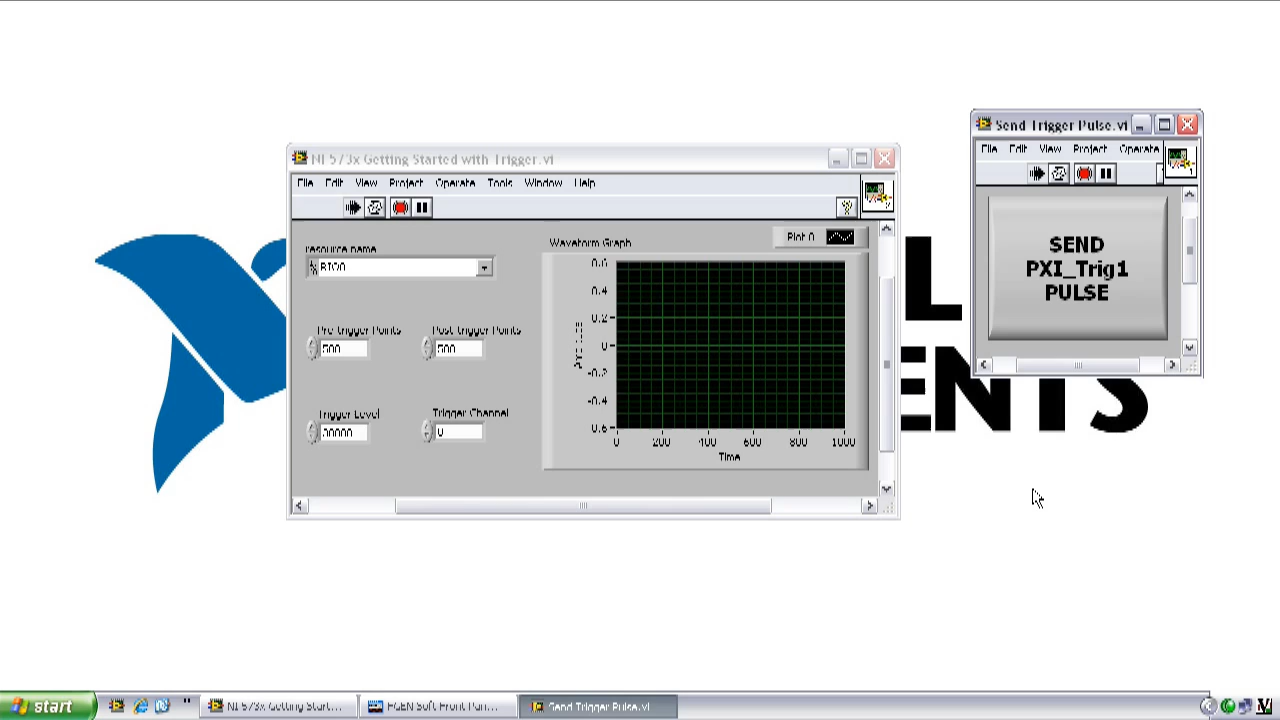 Send Trigger Pulse.vi
File Edit View Project Operate
SEND
PXI_Trig1
PULSE
NI 573x Getting Started with Trigger.vi
File Edit View Project Operate Tools Window Help
resource name
RIO0
Pre Trigger Points
500
Post Trigger Points
500
Trigger Level
Trigger Channel
0
Waveform Graph
Plot 0
0.6
0.4
0.2
0
-0.2
-0.4
-0.6
Amplitude
0 200 400 600 800 1000
Time
L
ENTS
start
NI 573x Getting Start...
FGEN Soft Front Pan...
Send Trigger Pulse.vi